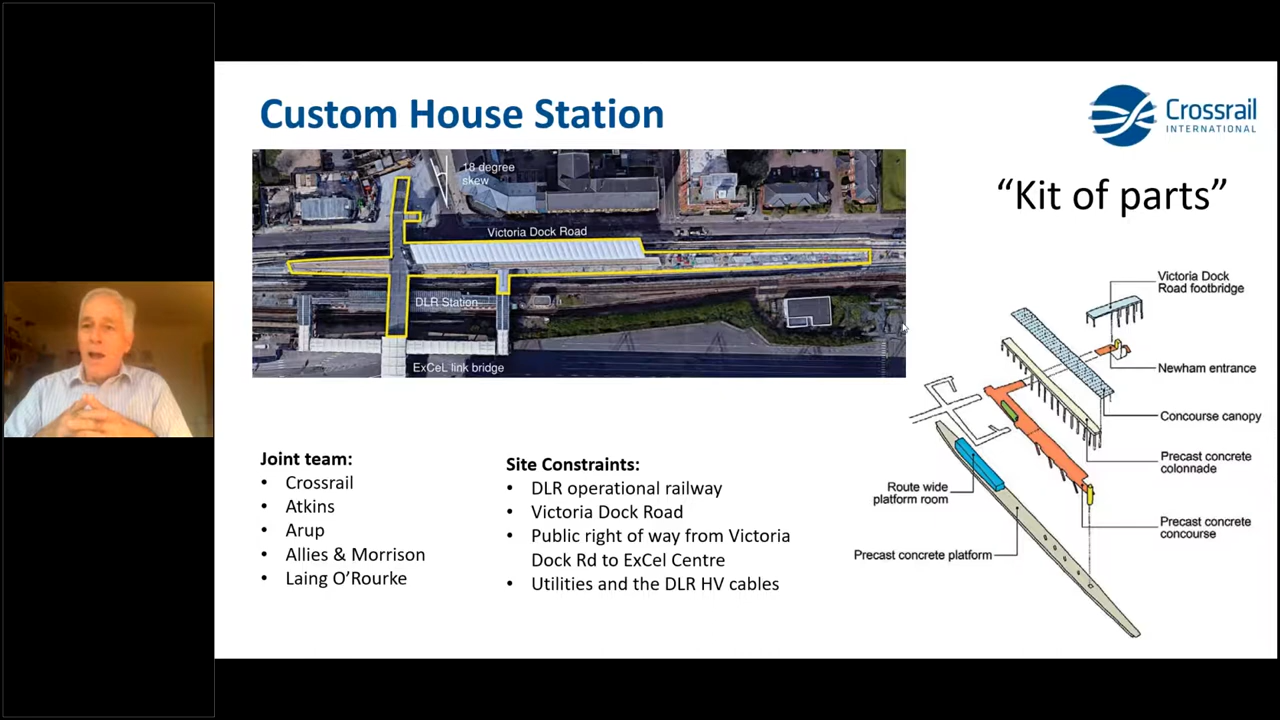 Custom House Station
Crossrail
INTERNATIONAL
18 degree
skew
Victoria Dock Road
DLR Station
ExCeL link bridge
“Kit of parts”
Victoria Dock
Road footbridge
Newham entrance
Concourse canopy
Precast concrete
colonnade
Route wide
platform room
Precast concrete
concourse
Precast concrete platform
Joint team:
• Crossrail
• Atkins
• Arup
• Allies & Morrison
• Laing O’Rourke
Site Constraints:
• DLR operational railway
• Victoria Dock Road
• Public right of way from Victoria
Dock Rd to ExCel Centre
• Utilities and the DLR HV cables